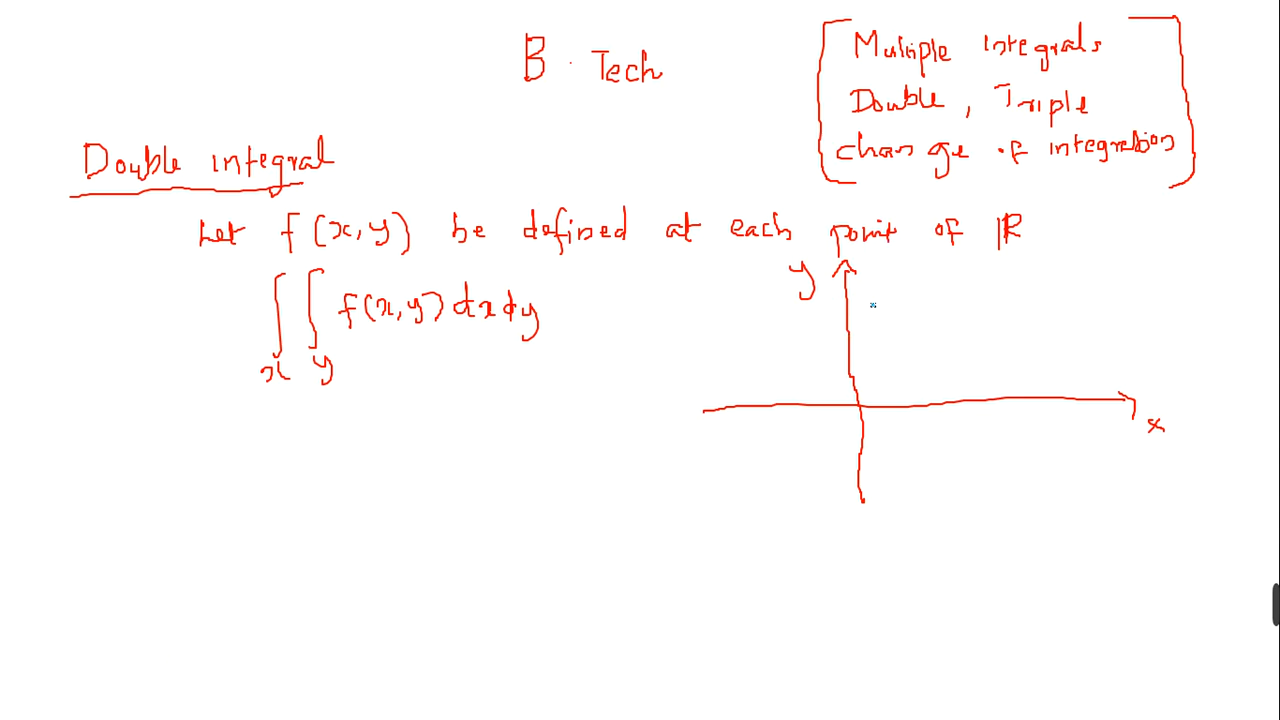 B. Tech
Multiple integrals
Double, Triple
change of integration
Double integral
Let f(x,y) be defined at each point of ℝ
∫∫ f(x,y) dx dy
x y
y
x